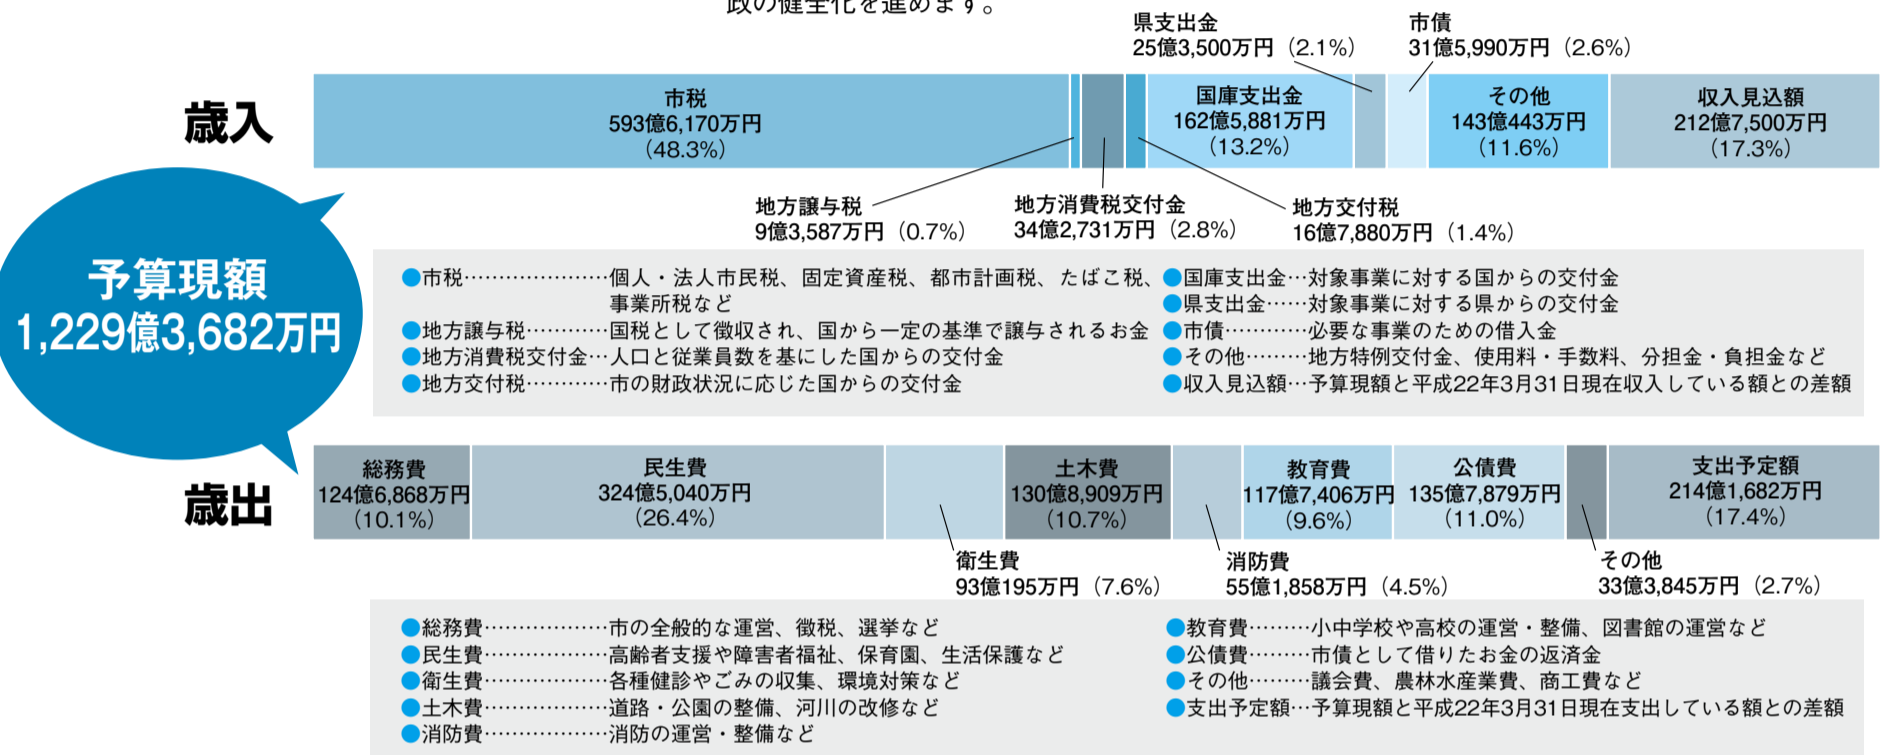 政の健全化を進めます。
県支出金
25億3,500万円（2.1%）
市債
31億5,990万円（2.6%）
歳入
市税
593億6,170万円
（48.3%）
国庫支出金
162億5,881万円
（13.2%）
その他
143億443万円
（11.6%）
収入見込額
212億7,500万円
（17.3%）
地方譲与税
9億3,587万円（0.7%）
地方消費税交付金
34億2,731万円（2.8%）
地方交付税
16億7,880万円（1.4%）
予算現額
1,229億3,682万円
●市税…………………個人・法人市民税、固定資産税、都市計画税、たばこ税、
事業所税など
●地方譲与税…………国税として徴収され、国から一定の基準で譲与されるお金
●地方消費税交付金…人口と従業員数を基にした国からの交付金
●地方交付税…………市の財政状況に応じた国からの交付金
●国庫支出金…対象事業に対する国からの交付金
●県支出金……対象事業に対する県からの交付金
●市債…………必要な事業のための借入金
●その他………地方特例交付金、使用料・手数料、分担金・負担金など
●収入見込額…予算現額と平成22年3月31日現在収入している額との差額
歳出
総務費
124億6,868万円
（10.1%）
民生費
324億5,040万円
（26.4%）
土木費
130億8,909万円
（10.7%）
教育費
117億7,406万円
（9.6%）
公債費
135億7,879万円
（11.0%）
支出予定額
214億1,682万円
（17.4%）
衛生費
93億195万円（7.6%）
消防費
55億1,858万円（4.5%）
その他
33億3,845万円（2.7%）
●総務費………………市の全般的な運営、徴税、選挙など
●民生費………………高齢者支援や障害者福祉、保育園、生活保護など
●衛生費………………各種健診やごみの収集、環境対策など
●土木費………………道路・公園の整備、河川の改修など
●消防費………………消防の運営・整備など
●教育費………小中学校や高校の運営・整備、図書館の運営など
●公債費………市債として借りたお金の返済金
●その他………議会費、農林水産業費、商工費など
●支出予定額…予算現額と平成22年3月31日現在支出している額との差額